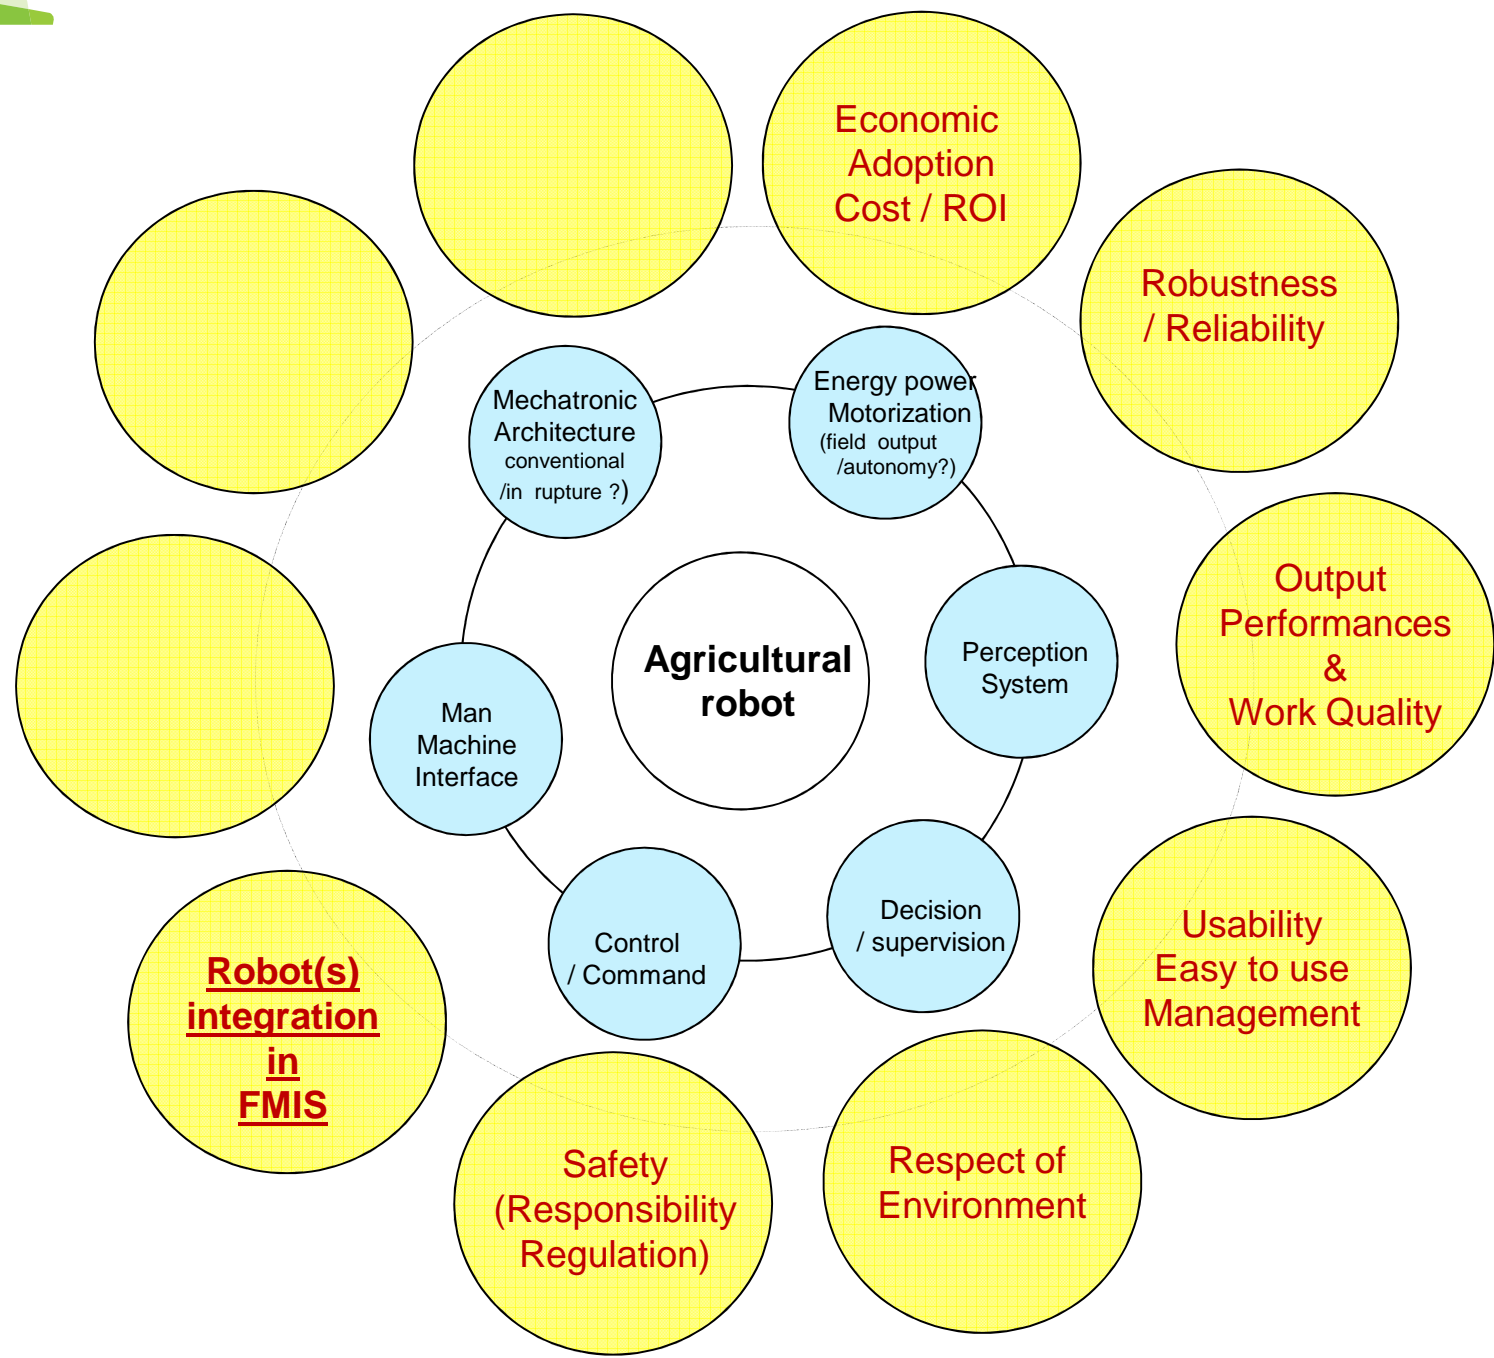 Economic
Adoption
Cost / ROI
Robustness
/ Reliability
Output
Performances
&
Work Quality
Usability
Easy to use
Management
Respect of
Environment
Safety
(Responsibility
Regulation)
Robot(s)
integration
in
FMIS
Mechatronic
Architecture
conventional
/in rupture ?)
Energy power
Motorization
(field output
/autonomy?)
Perception
System
Decision
/ supervision
Control
/ Command
Man
Machine
Interface
Agricultural
robot